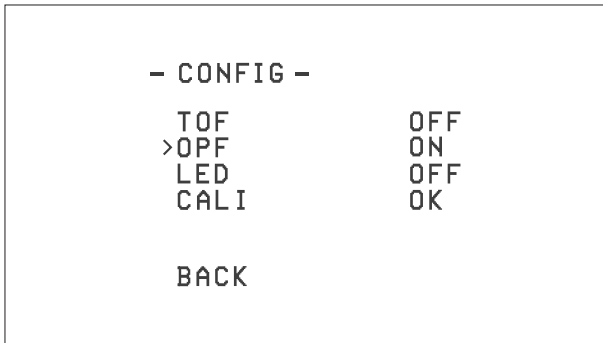 - CONFIG -
TOF OFF
>OPF ON
LED OFF
CALI OK
BACK